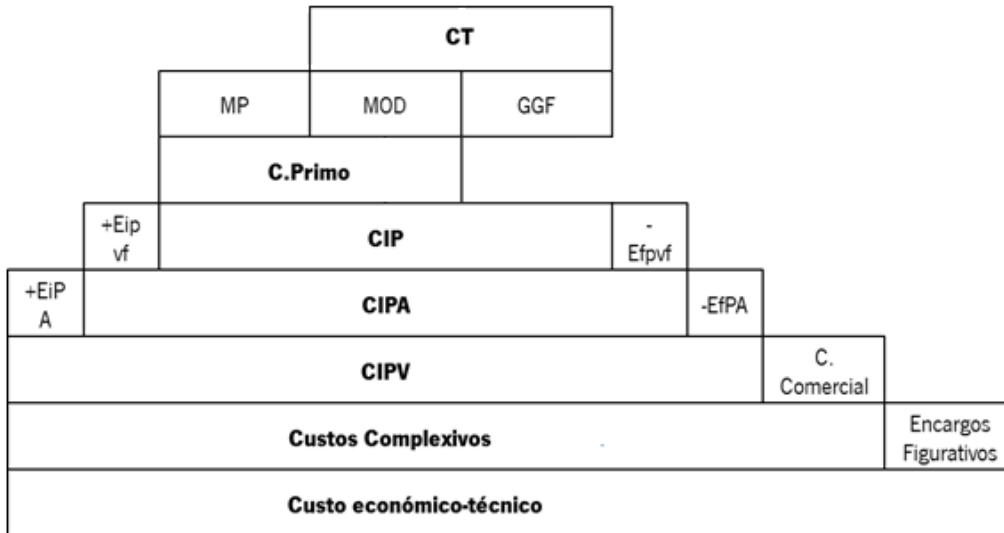 CT
MP
MOD
GGF
C.Primo
+Eip
vf
CIP
-
Efpvf
+EiP
A
CIPA
-EfPA
CIPV
C.
Comercial
Custos Complexivos
Encargos
Figurativos
Custo económico-técnico